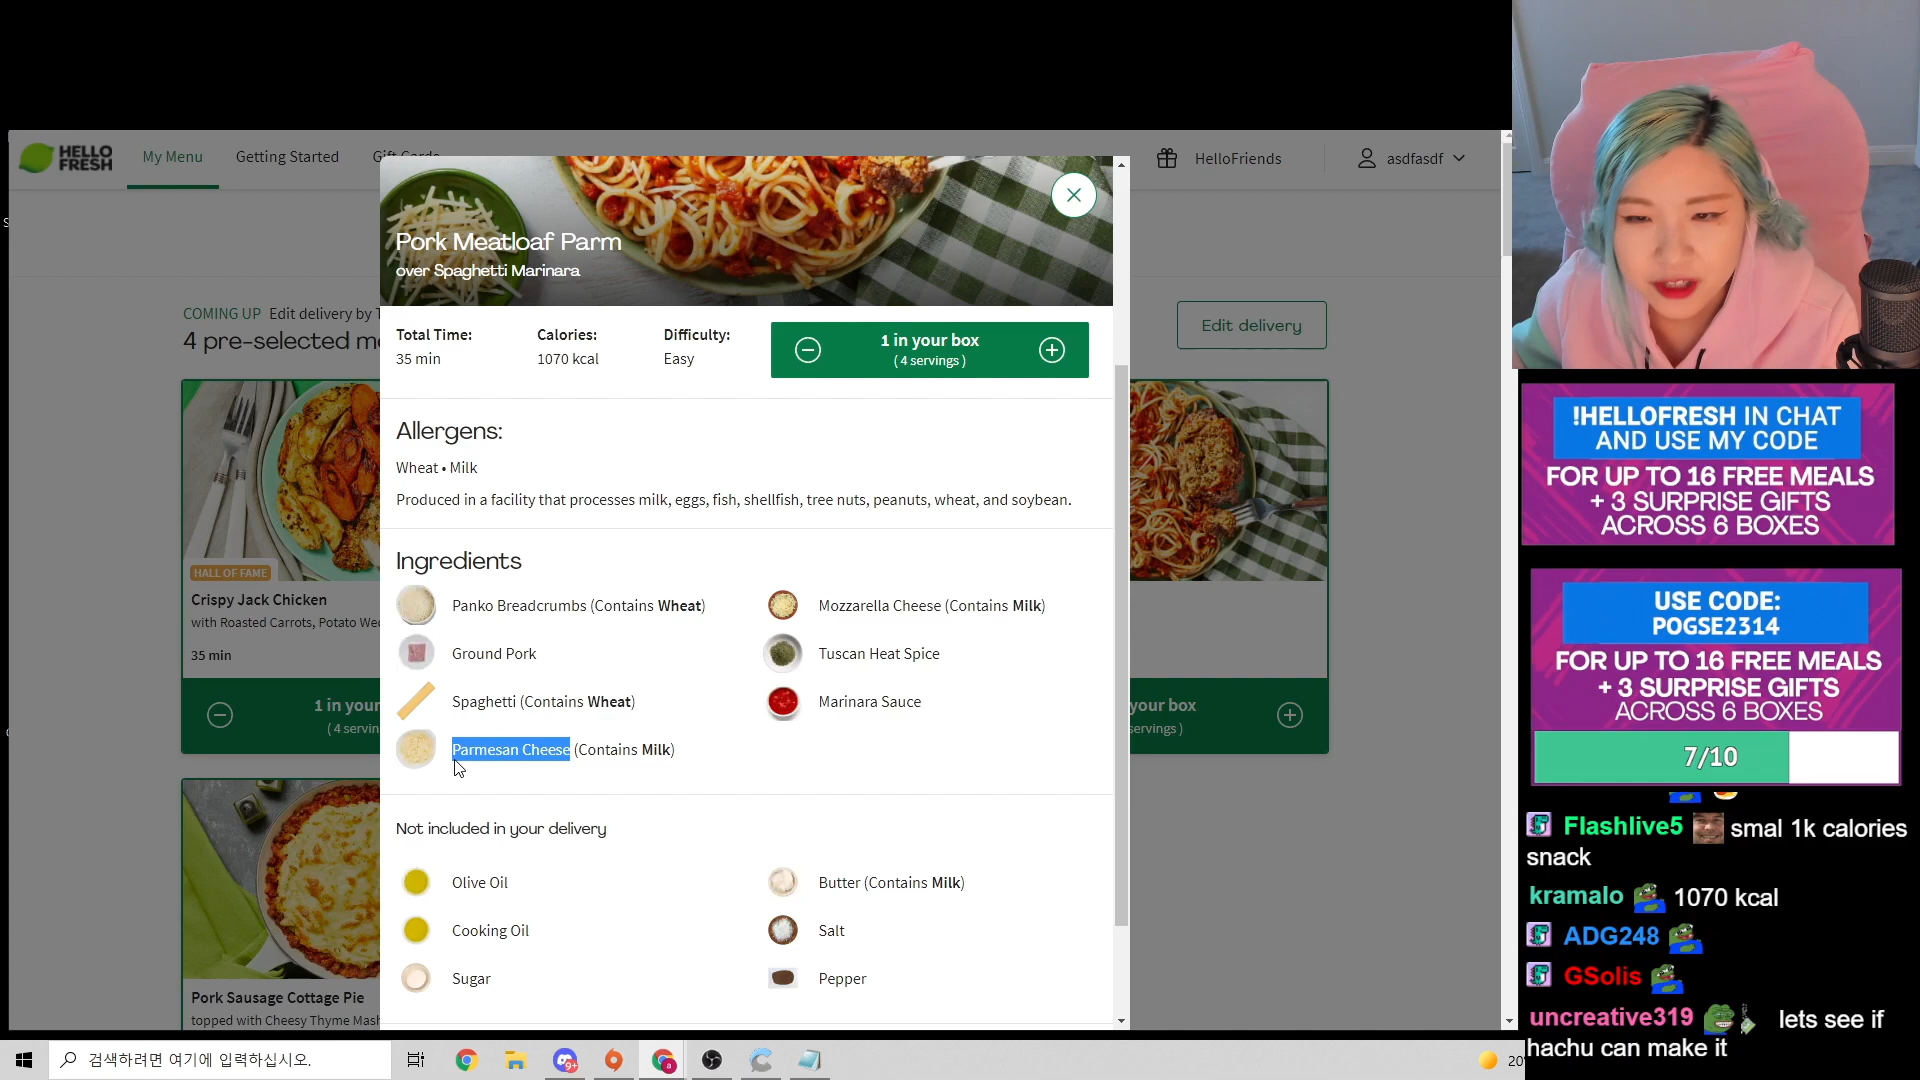 HELLO
FRESH
My Menu
Getting Started
HelloFriends
asdfasdf
COMING UP Edit delivery by
4 pre-selected
Edit delivery
Pork Meatloaf Parm
over Spaghetti Marinara
Total Time:
35 min
Calories:
1070 kcal
Difficulty:
Easy
1 in your box
( 4 servings )
Allergens:
Wheat • Milk
Produced in a facility that processes milk, eggs, fish, shellfish, tree nuts, peanuts, wheat, and soybean.
Ingredients
Panko Breadcrumbs (Contains Wheat)
Mozzarella Cheese (Contains Milk)
Ground Pork
Tuscan Heat Spice
Spaghetti (Contains Wheat)
Marinara Sauce
Parmesan Cheese (Contains Milk)
Not included in your delivery
Olive Oil
Butter (Contains Milk)
Cooking Oil
Salt
Sugar
Pepper
HALL OF FAME
Crispy Jack Chicken
with Roasted Carrots, Potato
35 min
1 in your
( 4
your box
Pork Sausage Cottage Pie
topped with Cheesy Thyme
!HELLOFRESH IN CHAT
AND USE MY CODE
FOR UP TO 16 FREE MEALS
+ 3 SURPRISE GIFTS
ACROSS 6 BOXES
USE CODE:
POGSE2314
FOR UP TO 16 FREE MEALS
+ 3 SURPRISE GIFTS
ACROSS 6 BOXES
7/10
Flashlive5 smal 1k calories
snack
kramalo 1070 kcal
ADG248
GSolis
uncreative319 lets see if
hachu can make it
검색하려면 여기에 입력하십시오.